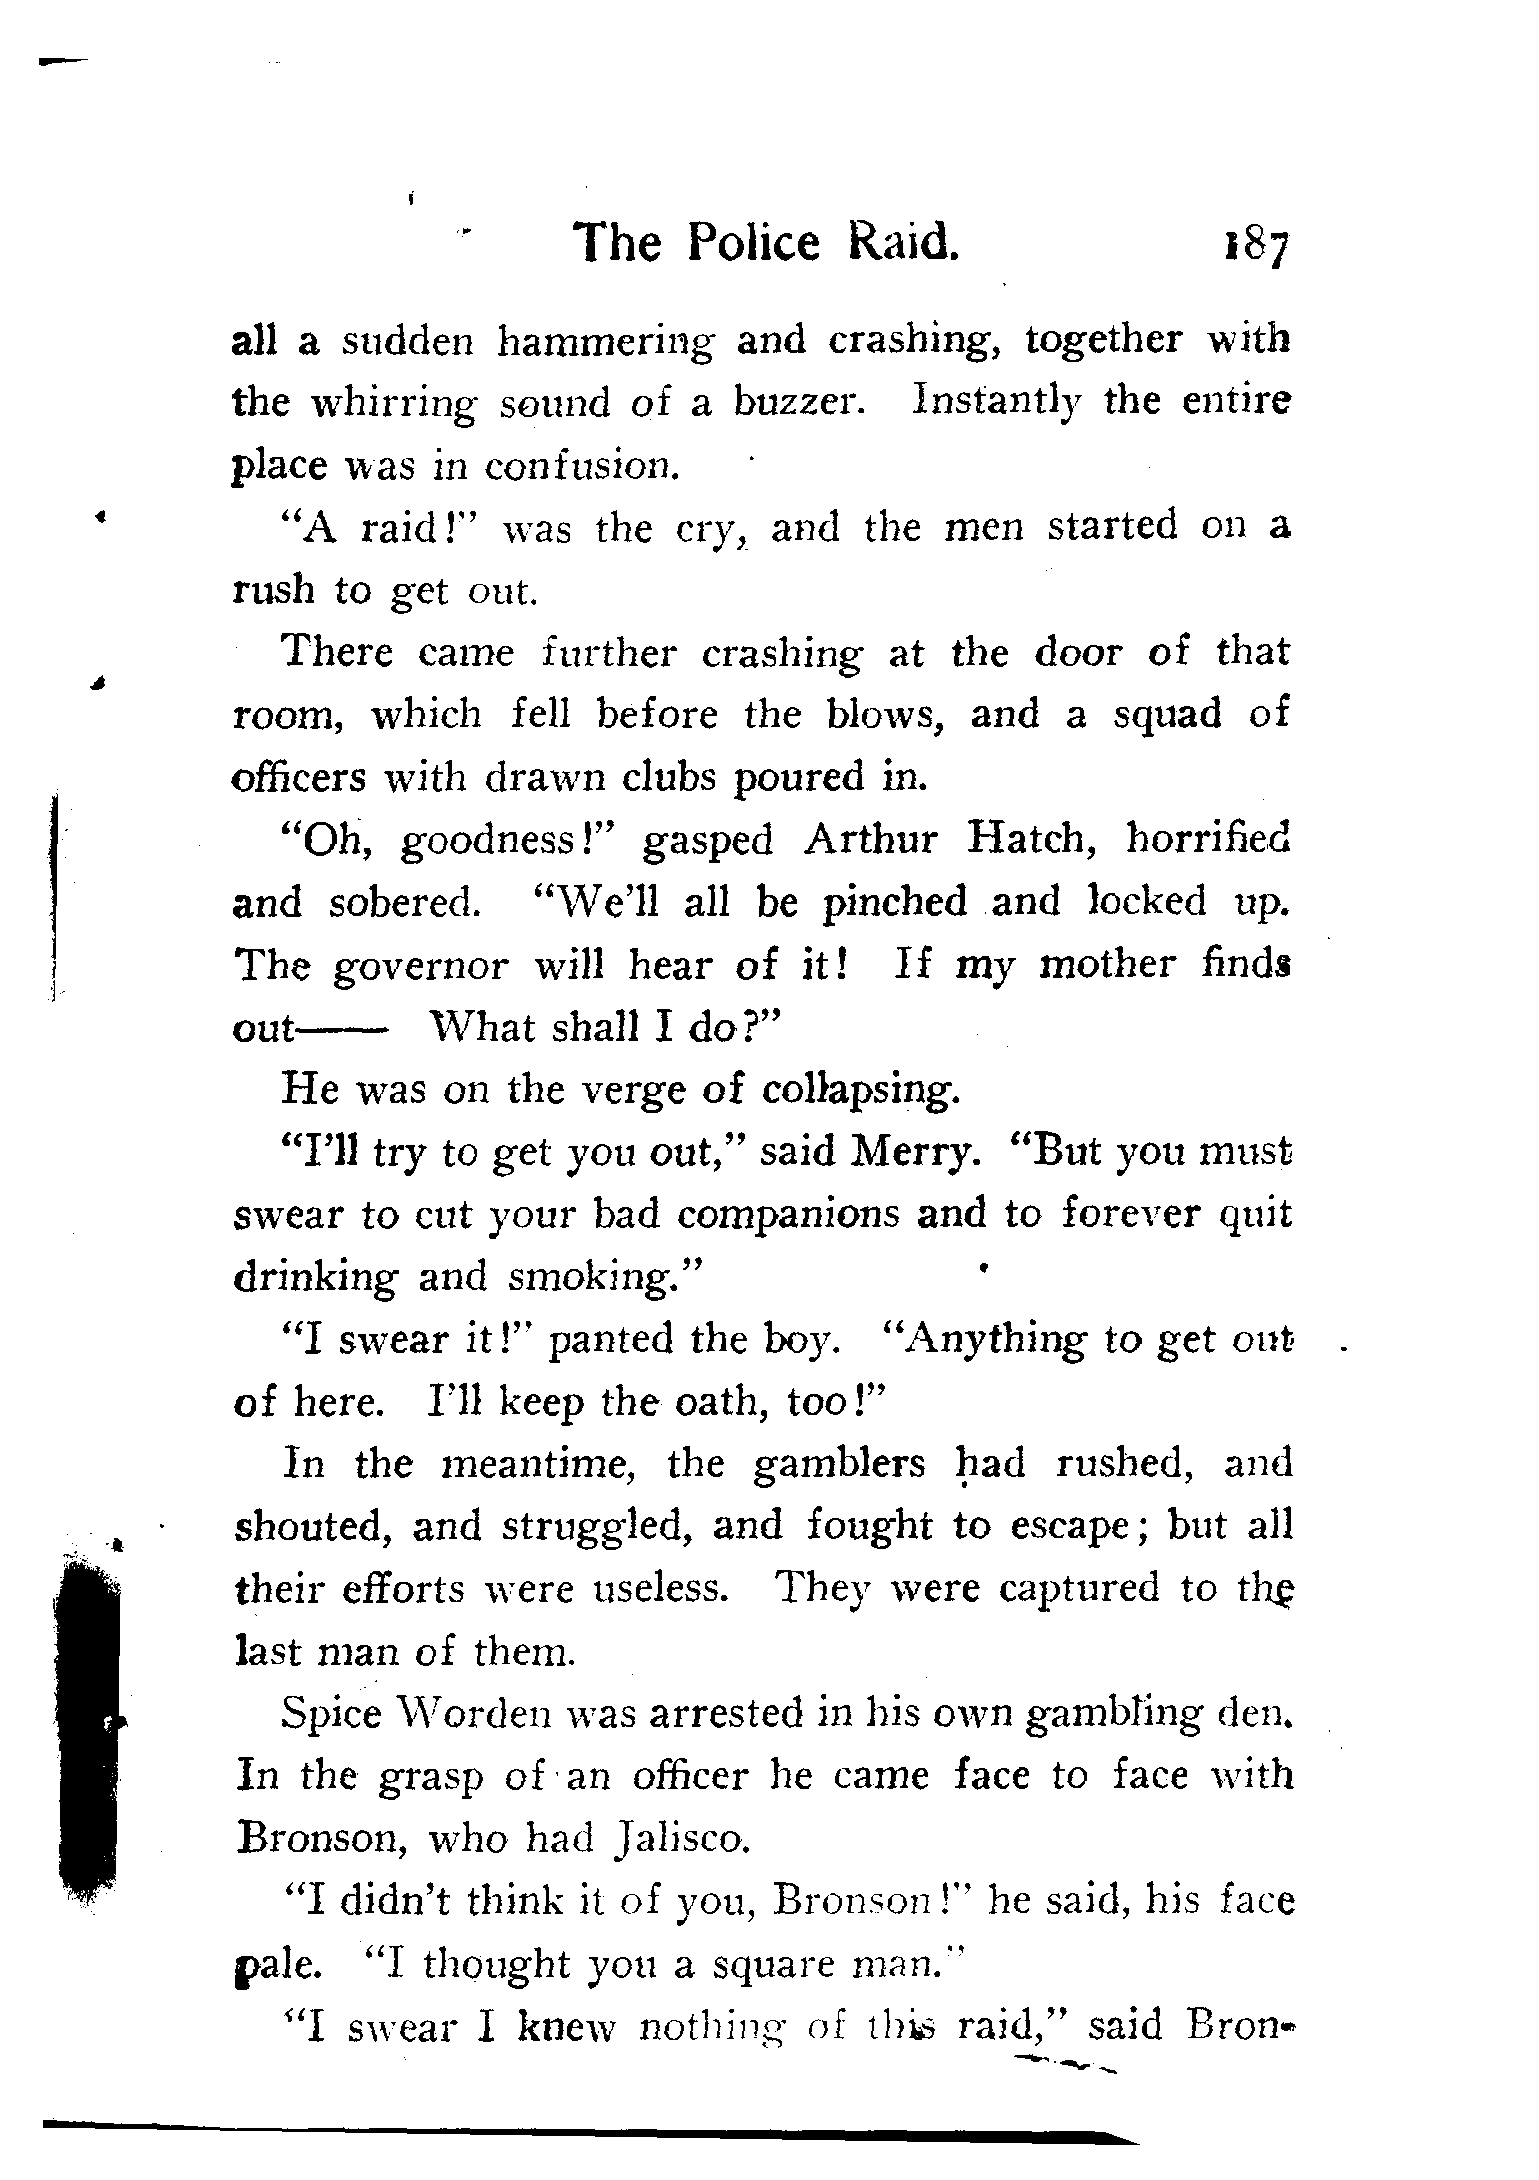 The Police Raid. 187
all a sudden hammering and crashing, together with
the whirring sound of a buzzer. Instantly the entire
place was in confusion.
"A raid!" was the cry, and the men started on a
rush to get out.
There came further crashing at the door of that
room, which fell before the blows, and a squad of
officers with drawn clubs poured in.
"Oh, goodness!" gasped Arthur Hatch, horrified
and sobered. "We'll all be pinched and locked up.
The governor will hear of it! If my mother finds
out—— What shall I do?"
He was on the verge of collapsing.
"I'll try to get you out," said Merry. "But you must
swear to cut your bad companions and to forever quit
drinking and smoking."
"I swear it!" panted the boy. "Anything to get out
of here. I'll keep the oath, too!"
In the meantime, the gamblers had rushed, and
shouted, and struggled, and fought to escape; but all
their efforts were useless. They were captured to the
last man of them.
Spice Worden was arrested in his own gambling den.
In the grasp of an officer he came face to face with
Bronson, who had Jalisco.
"I didn't think it of you, Bronson!" he said, his face
pale. "I thought you a square man."
"I swear I knew nothing of this raid," said Bron-